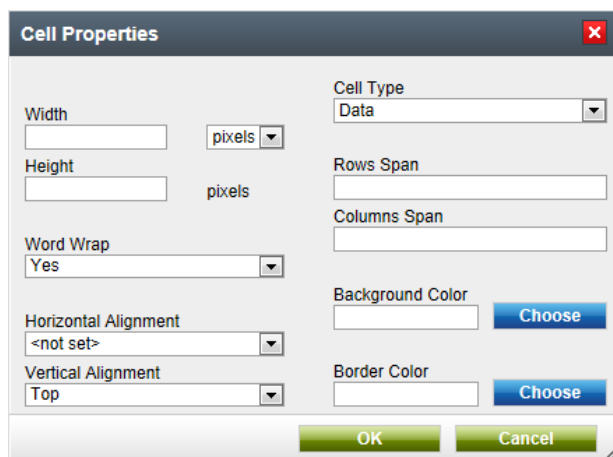 Cell Properties
Width
pixels
Height
pixels
Word Wrap
Yes
Horizontal Alignment
<not set>
Vertical Alignment
Top
Cell Type
Data
Rows Span
Columns Span
Background Color
Choose
Border Color
Choose
OK
Cancel